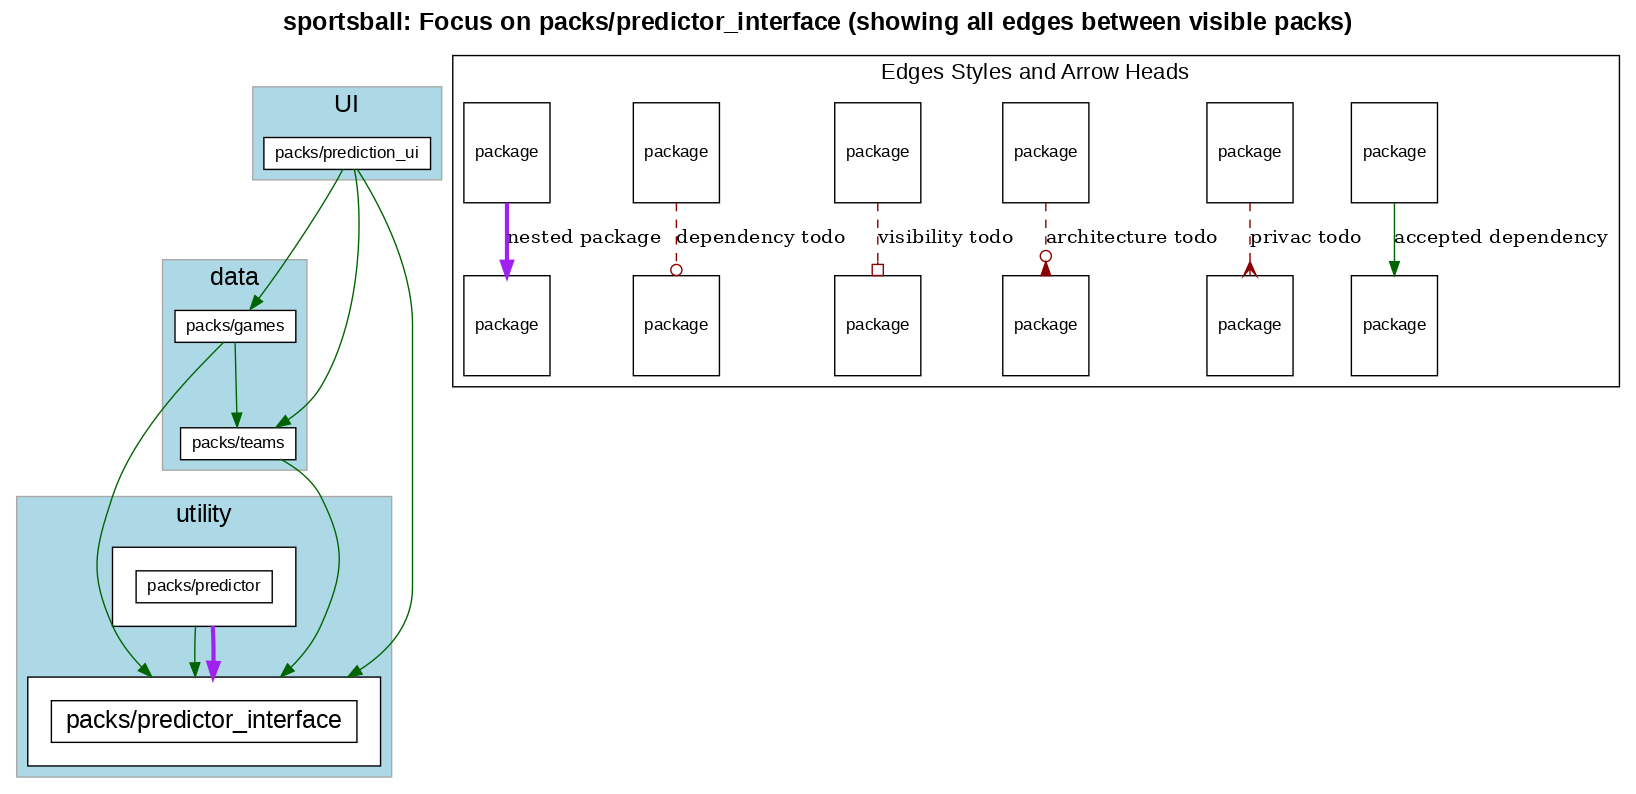 sportsball: Focus on packs/predictor_interface (showing all edges between visible packs)
UI
packs/prediction_ui
data
packs/games
packs/teams
utility
packs/predictor
packs/predictor_interface
Edges Styles and Arrow Heads
package package package package package package
nested package dependency todo visibility todo architecture todo privac todo accepted dependency
package package package package package package